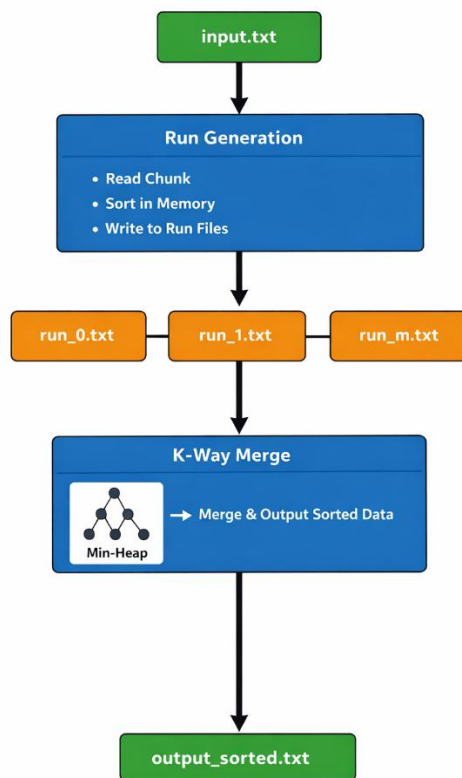 input.txt
Run Generation
• Read Chunk
• Sort in Memory
• Write to Run Files
run_0.txt
run_1.txt
run_m.txt
K-Way Merge
Merge & Output Sorted Data
Min-Heap
output_sorted.txt